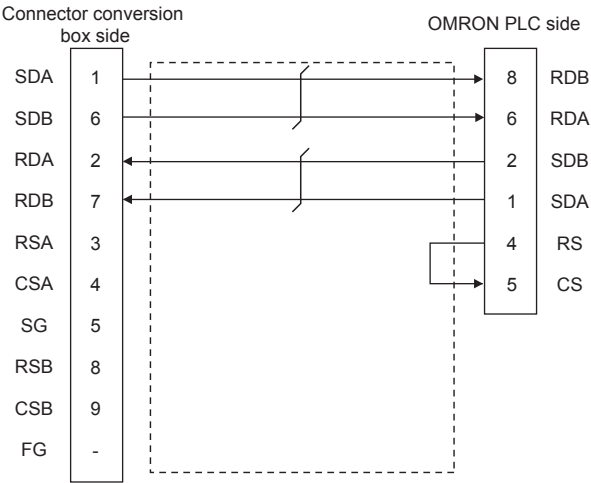 Connector conversion
box side
OMRON PLC side
SDA 1 8 RDB
SDB 6 6 RDA
RDA 2 2 SDB
RDB 7 1 SDA
RSA 3 4 RS
CSA 4 5 CS
SG 5
RSB 8
CSB 9
FG -